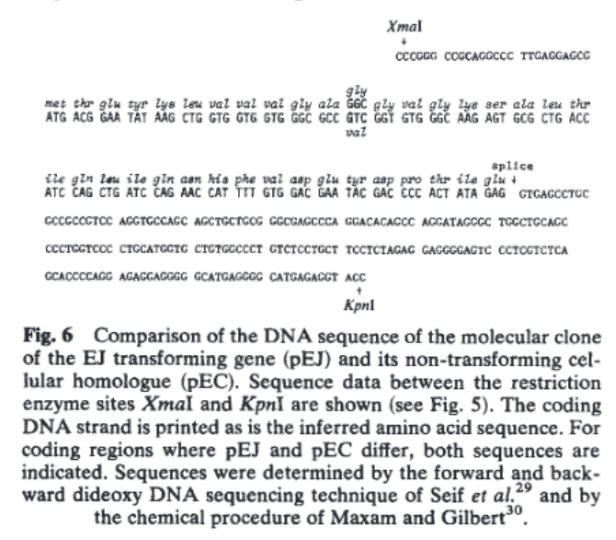 XmaI
↓
CCCGGG CCGCAGGCCC TTGAGGAGCG
gly
met thr glu tyr lys leu val val val gly ala GGC gly val gly lys ser ala leu thr
ATG ACG GAA TAT AAG CTG GTG GTG GTG GGC GCC GTC GGT GTG GGC AAG AGT GCG CTG ACC
val
splice
ile gln leu ile gln asn his phe val asp glu tyr asp pro thr ile glu ↓
ATC CAG CTG ATC CAG AAC CAT TTT GTG GAC GAA TAC GAC CCC ACT ATA GAG GTGAGCCTGC
GCCGCCGTCC AGGTGCCAGC AGCTGCTGCG GGCGAGCCCA GGACACAGCC AGGATAGGGC TGGCTGCAGC
CCCTGGTCCC CTGCATGGTG CTGTGGCCCT GTCTCCTGCT TCCTCTAGAG GAGGGGAGTC CCTCGTCTCA
GCACCCCAGG AGAGGAGGGG GCATGAGGGG CATGAGAGGT ACC
↑
KpnI
Fig. 6 Comparison of the DNA sequence of the molecular clone
of the EJ transforming gene (pEJ) and its non-transforming cel-
lular homologue (pEC). Sequence data between the restriction
enzyme sites XmaI and KpnI are shown (see Fig. 5). The coding
DNA strand is printed as is the inferred amino acid sequence. For
coding regions where pEJ and pEC differ, both sequences are
indicated. Sequences were determined by the forward and back-
ward dideoxy DNA sequencing technique of Seif et al.29 and by
the chemical procedure of Maxam and Gilbert30.